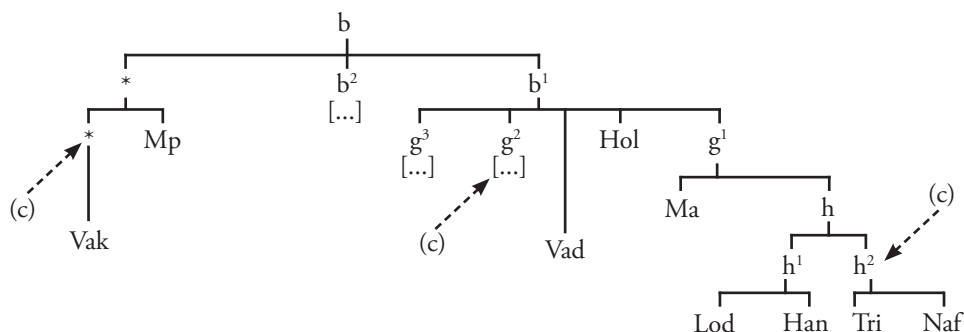 b
* b² b¹
[...]
* Mp g³ g² Hol g¹
[...] [...]
(c) Ma h (c)
(c)
Vak Vad
h¹ h²
Lod Han Tri Naf